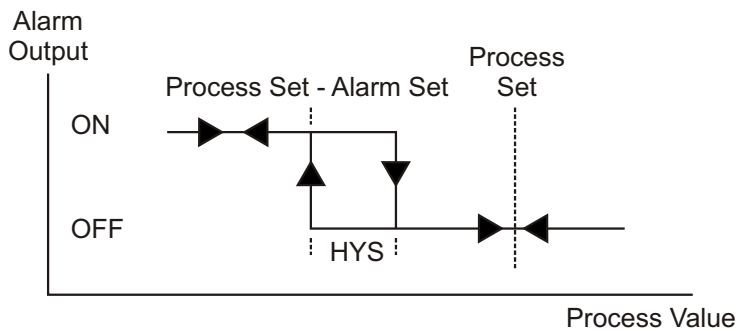 Alarm
Output
Process
Set
Process Set - Alarm Set
ON
OFF
HYS
Process Value